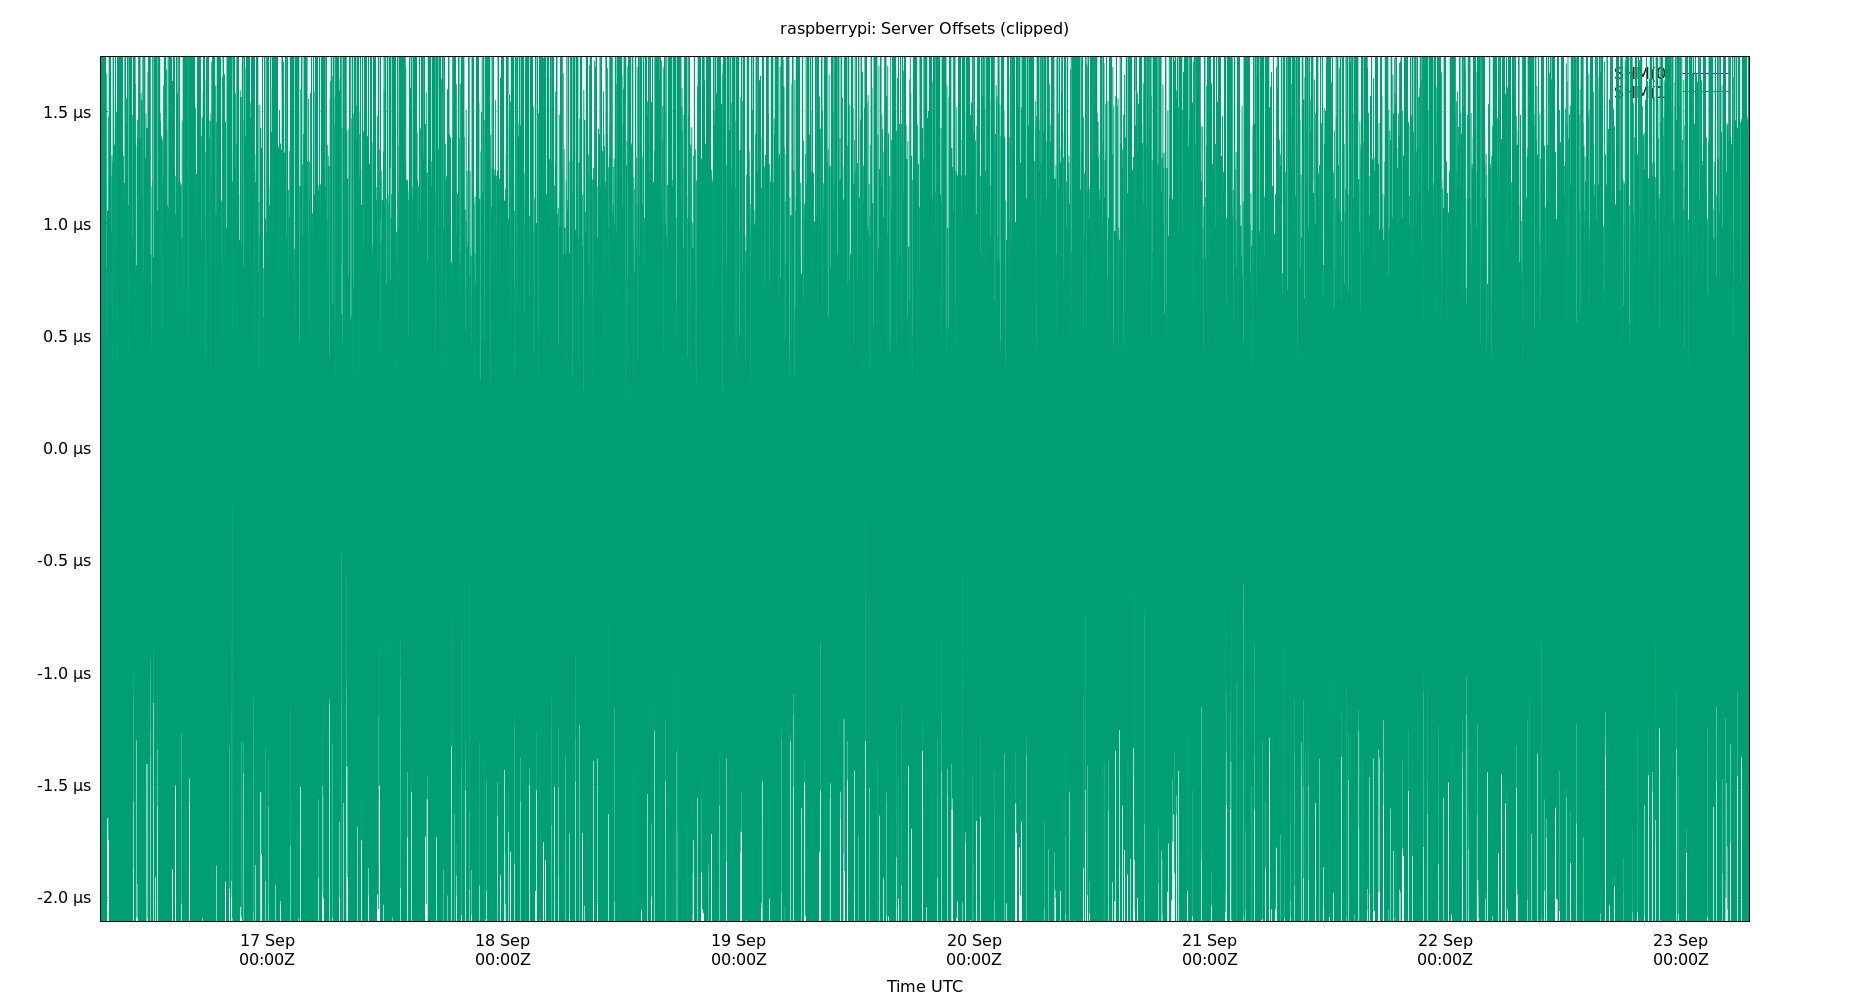 raspberrypi: Server Offsets (clipped)
1.5 µs
1.0 µs
0.5 µs
0.0 µs
-0.5 µs
-1.0 µs
-1.5 µs
-2.0 µs
17 Sep
00:00Z
18 Sep
00:00Z
19 Sep
00:00Z
20 Sep
00:00Z
21 Sep
00:00Z
22 Sep
00:00Z
23 Sep
00:00Z
Time UTC